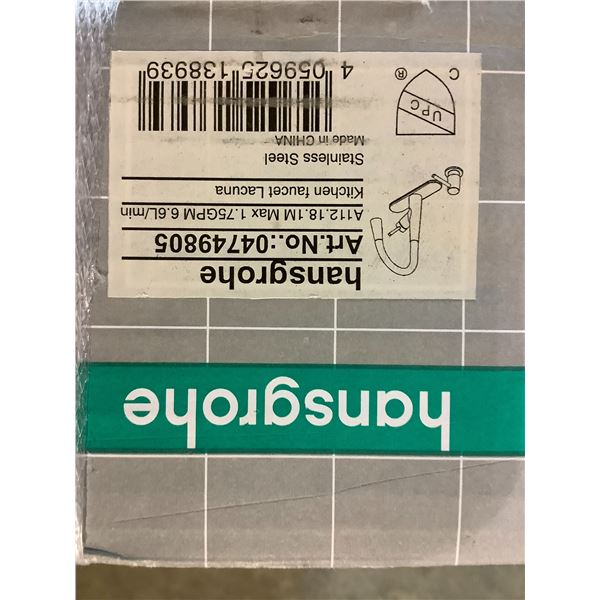 hansgrohe
hansgrohe
Art.No.:04749805
A112.18.1M Max 1.75GPM 6.6L/min
Kitchen faucet Lacuna
Stainless Steel
Made in CHINA
4 059625 138939
UPC
®
C